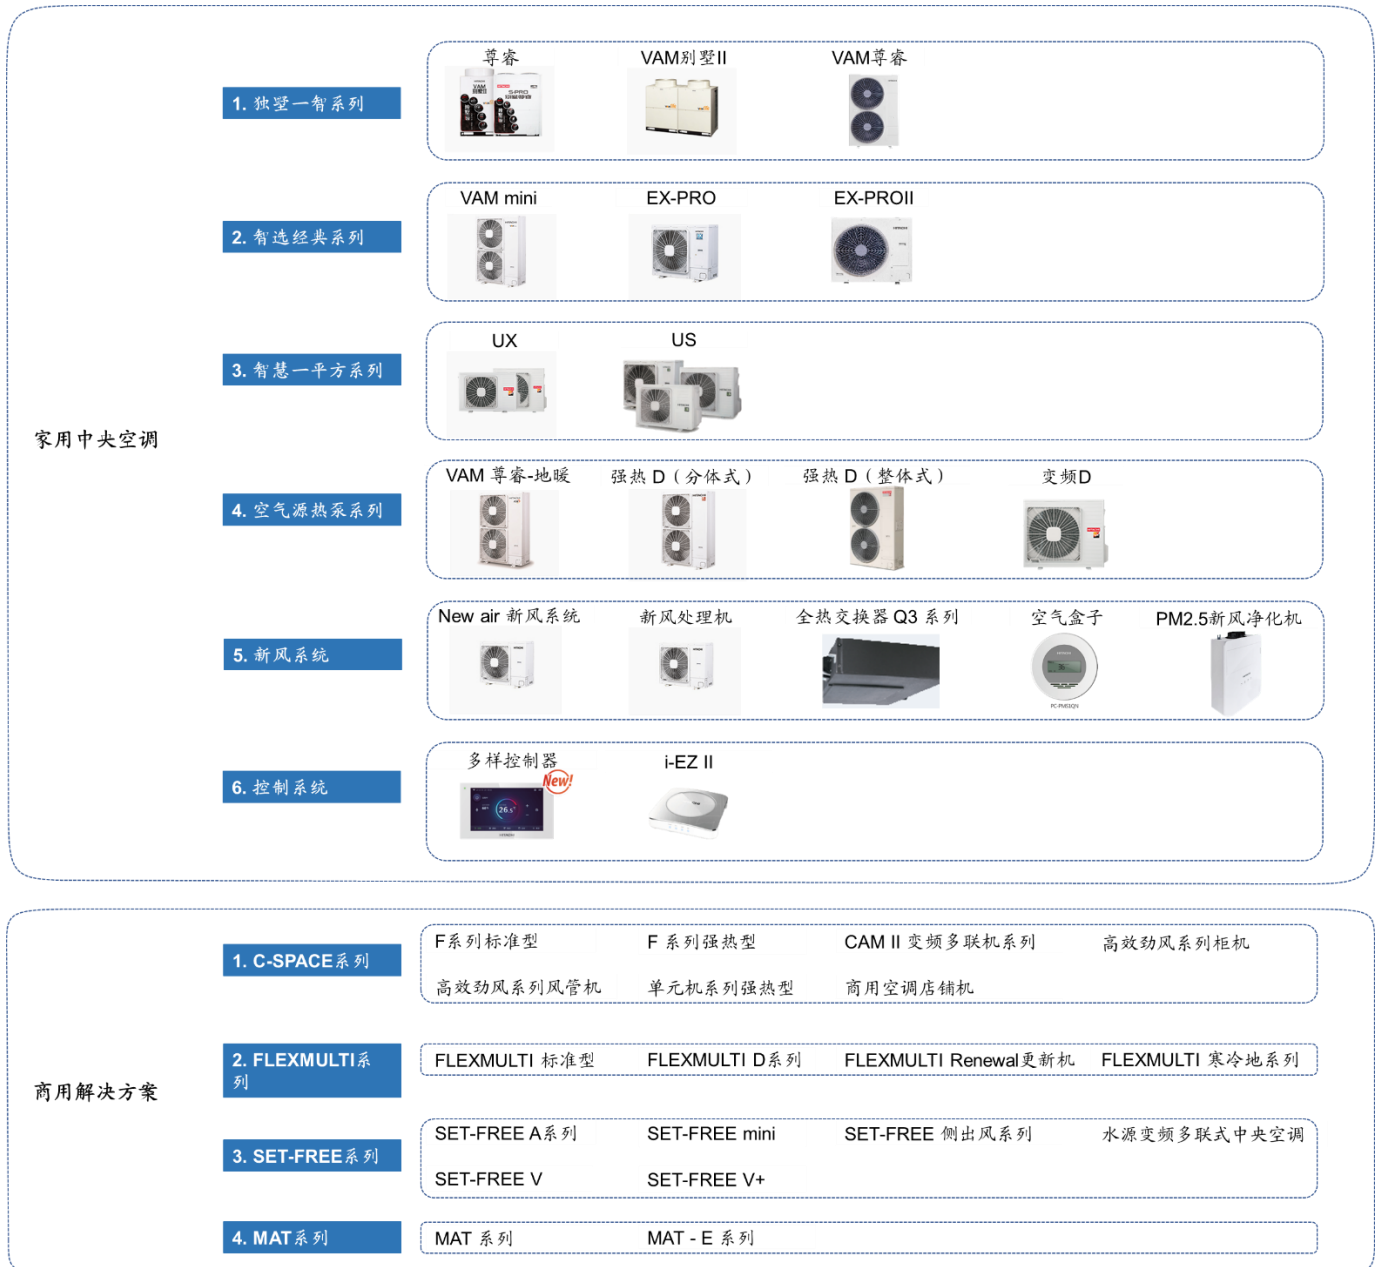 家用中央空调
1. 独墅一智系列
尊睿
VAM别墅II
VAM尊睿
VAM
S-PRO
2. 智选经典系列
VAM mini
EX-PRO
EX-PROII
3. 智慧一平方系列
UX
US
4. 空气源热泵系列
VAM 尊睿-地暖
强热 D（分体式）
强热 D（整体式）
变频D
5. 新风系统
New air 新风系统
新风处理机
全热交换器 Q3 系列
空气盒子
PM2.5新风净化机
6. 控制系统
多样控制器
i-EZ II
New!
26.5°
商用解决方案
1. C-SPACE系列
F系列标准型
F 系列强热型
CAM II 变频多联机系列
高效劲风系列柜机
高效劲风系列风管机
单元机系列强热型
商用空调店铺机
2. FLEXMULTI系
列
FLEXMULTI 标准型
FLEXMULTI D系列
FLEXMULTI Renewal更新机
FLEXMULTI 寒冷地系列
3. SET-FREE系列
SET-FREE A系列
SET-FREE mini
SET-FREE 侧出风系列
水源变频多联式中央空调
SET-FREE V
SET-FREE V+
4. MAT系列
MAT 系列
MAT - E 系列